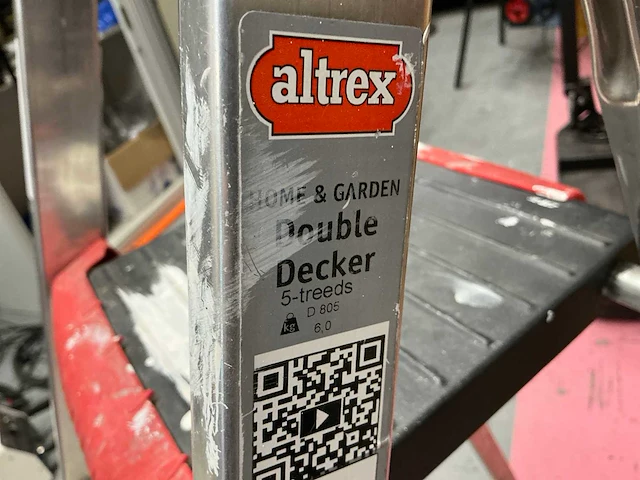 altrex
HOME & GARDEN
Double
Decker
5-treeds
D 805
kg 6,0